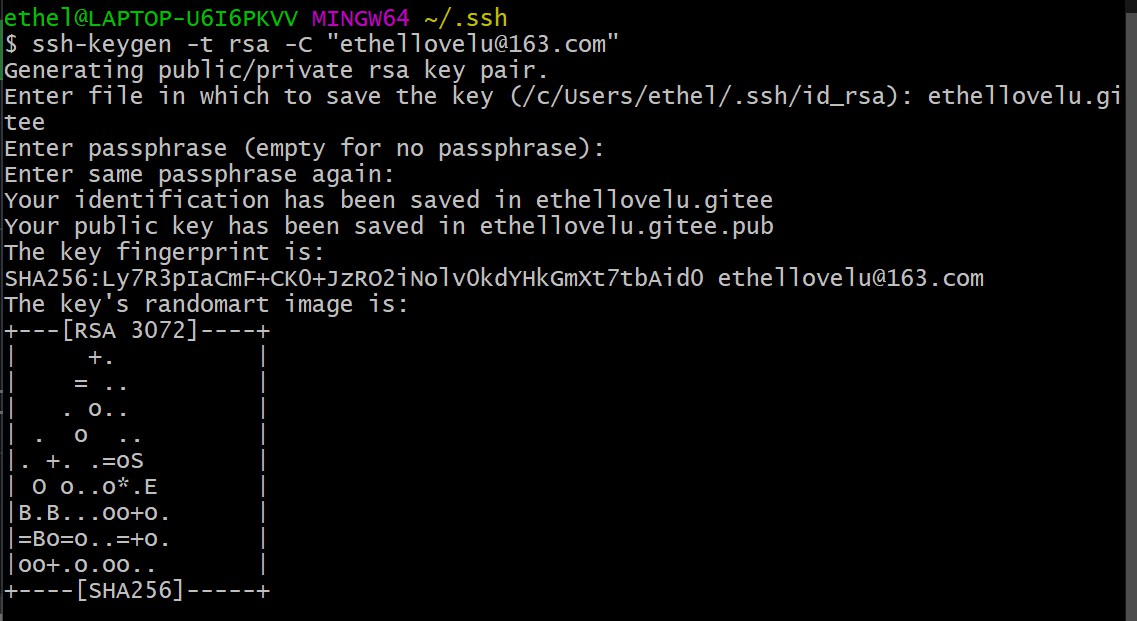 ethel@LAPTOP-U6I6PKVV MINGW64 ~/.ssh
$ ssh-keygen -t rsa -C "ethellovelu@163.com"
Generating public/private rsa key pair.
Enter file in which to save the key (/c/Users/ethel/.ssh/id_rsa): ethellovelu.gi
tee
Enter passphrase (empty for no passphrase):
Enter same passphrase again:
Your identification has been saved in ethellovelu.gitee
Your public key has been saved in ethellovelu.gitee.pub
The key fingerprint is:
SHA256:Ly7R3pIaCmF+CK0+JzRO2iNolv0kdYHkGmXt7tbAid0 ethellovelu@163.com
The key's randomart image is:
+---[RSA 3072]----+
|     +.          |
|    = ..         |
|   . o..         |
| .  o  ..        |
|. +. .=oS        |
| O o..o*.E       |
|B.B...oo+o.      |
|=Bo=o..=+o.      |
|oo+.o.oo..       |
+----[SHA256]-----+